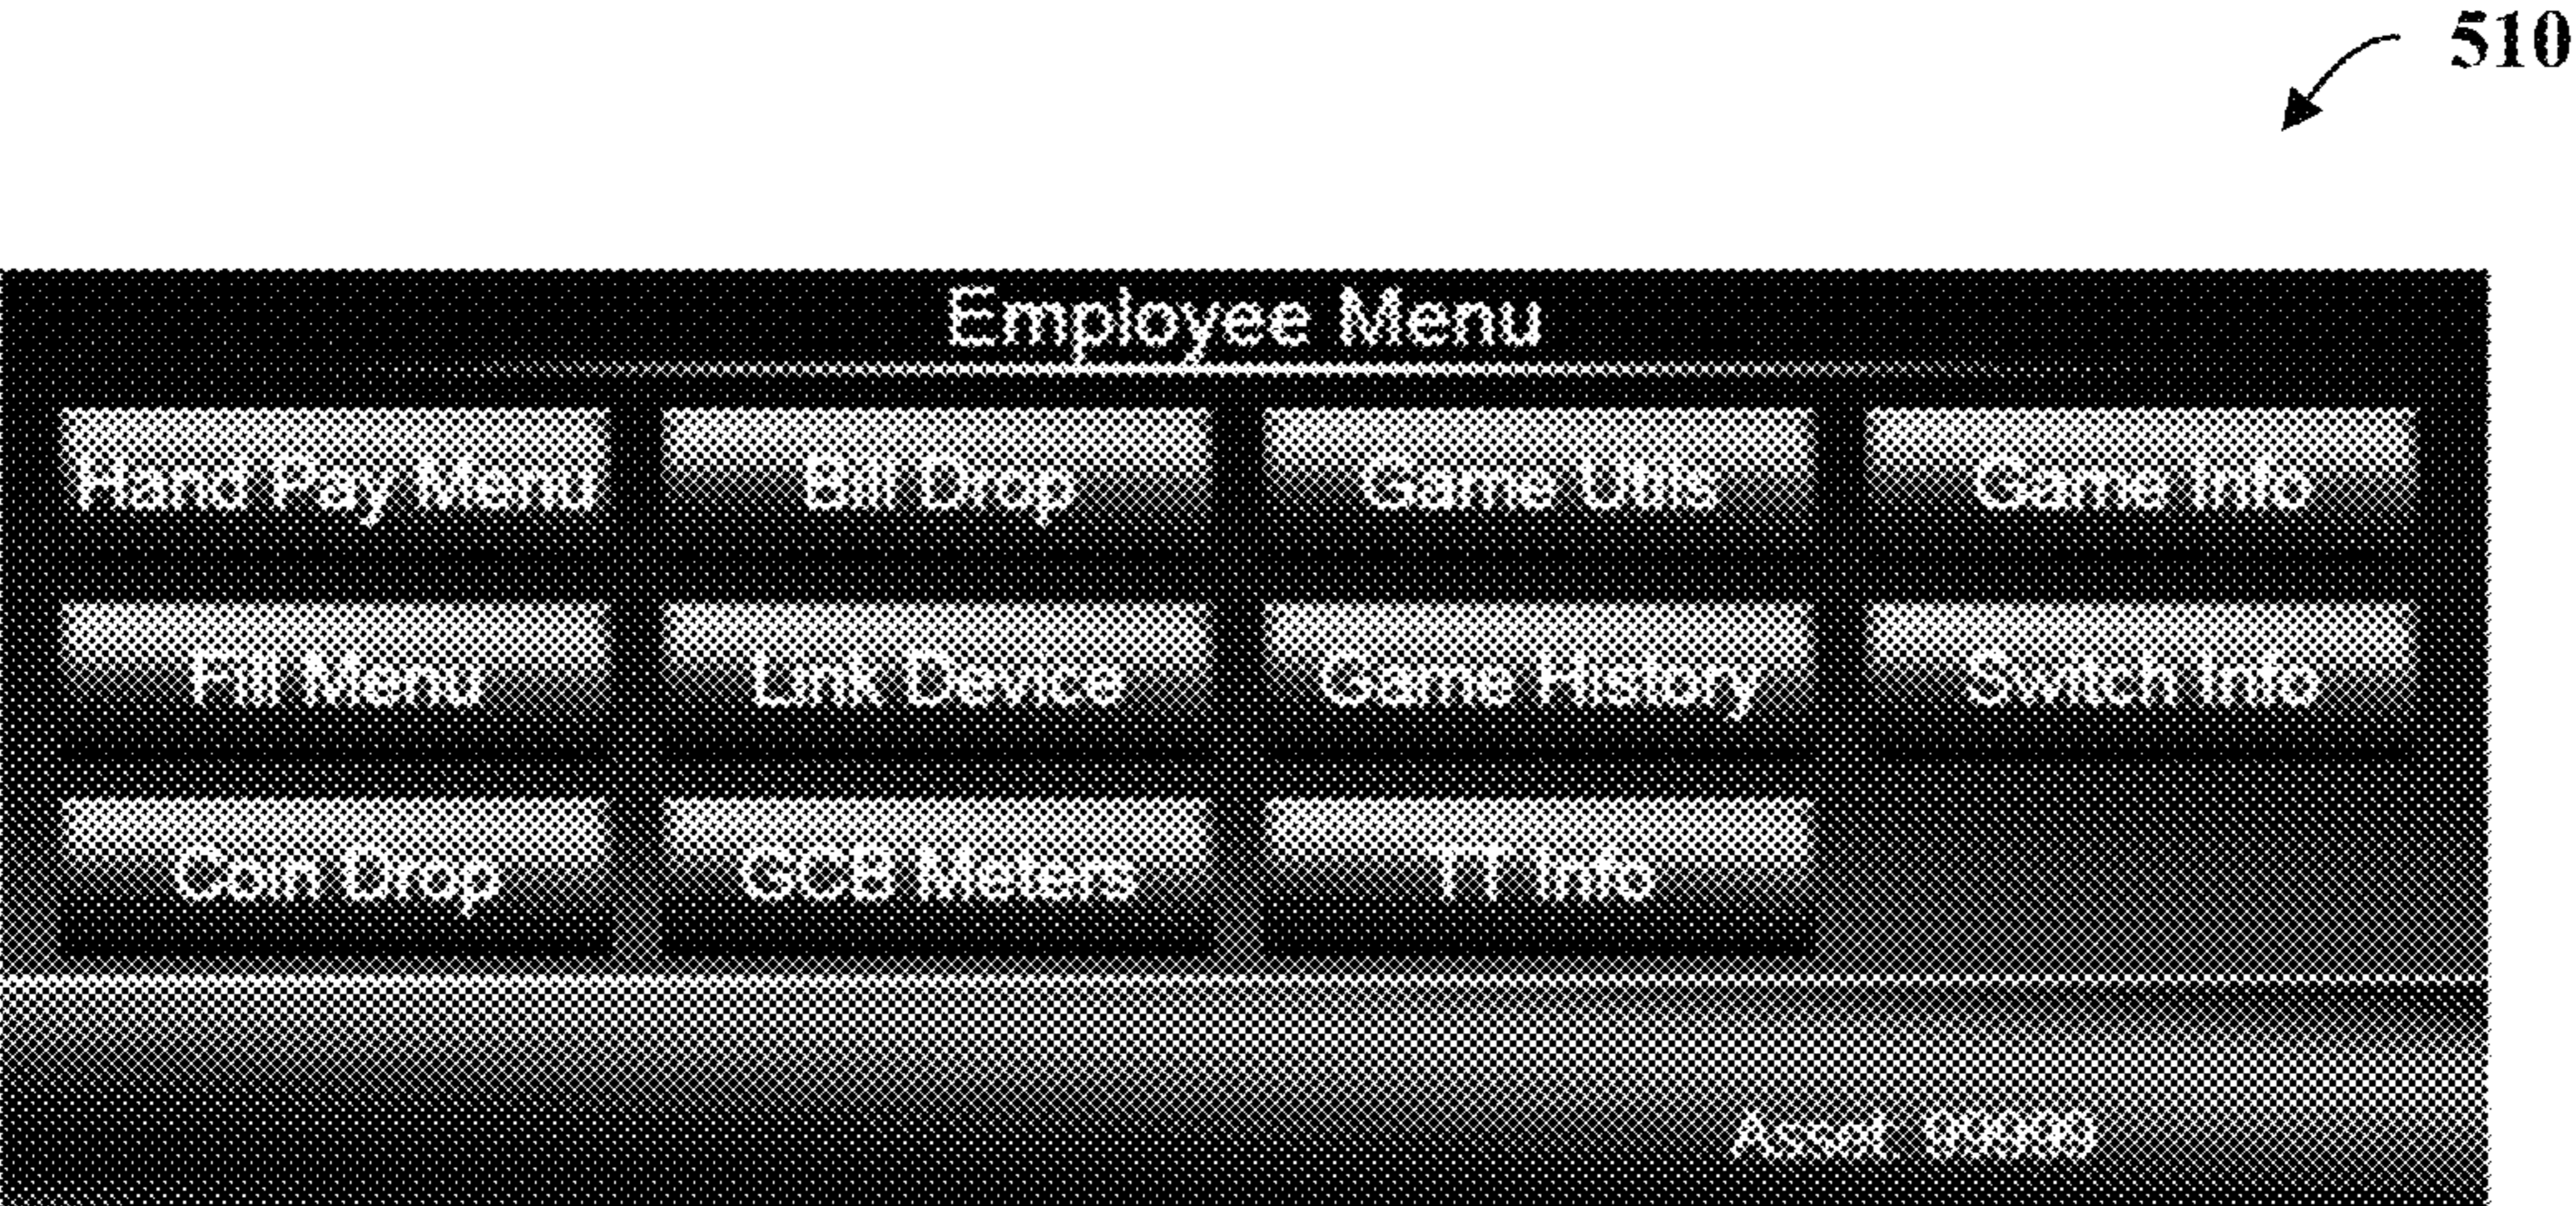 510
Employee Menu
Hand Pay Menu Bill Drop Game Utils Game Info
Fill Menu Link Device Game History Switch Info
Coin Drop GCB Meters TT Info
Asset